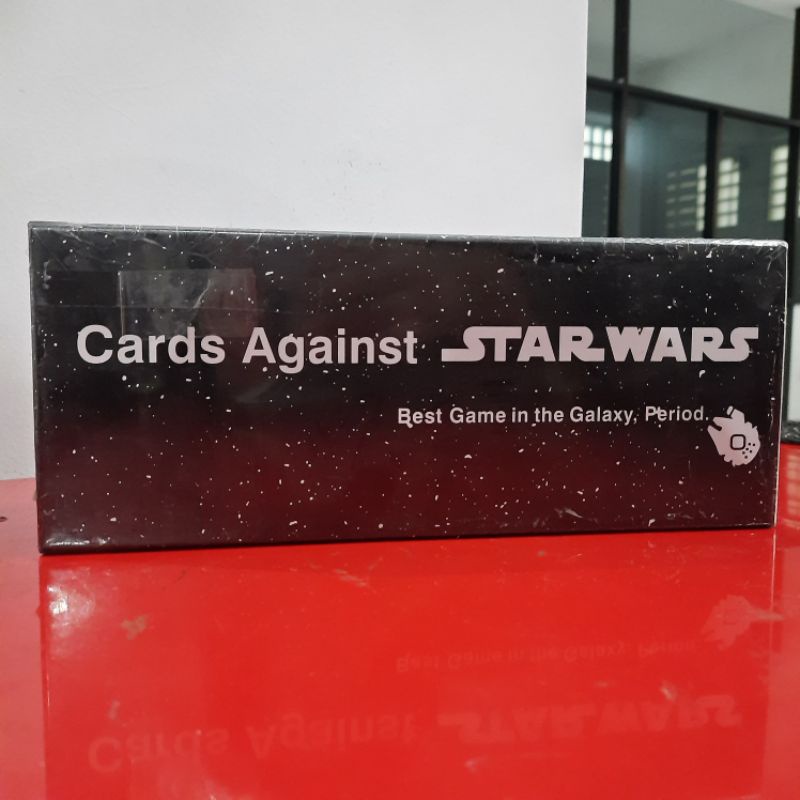 Cards Against STAR WARS
Best Game in the Galaxy, Period.